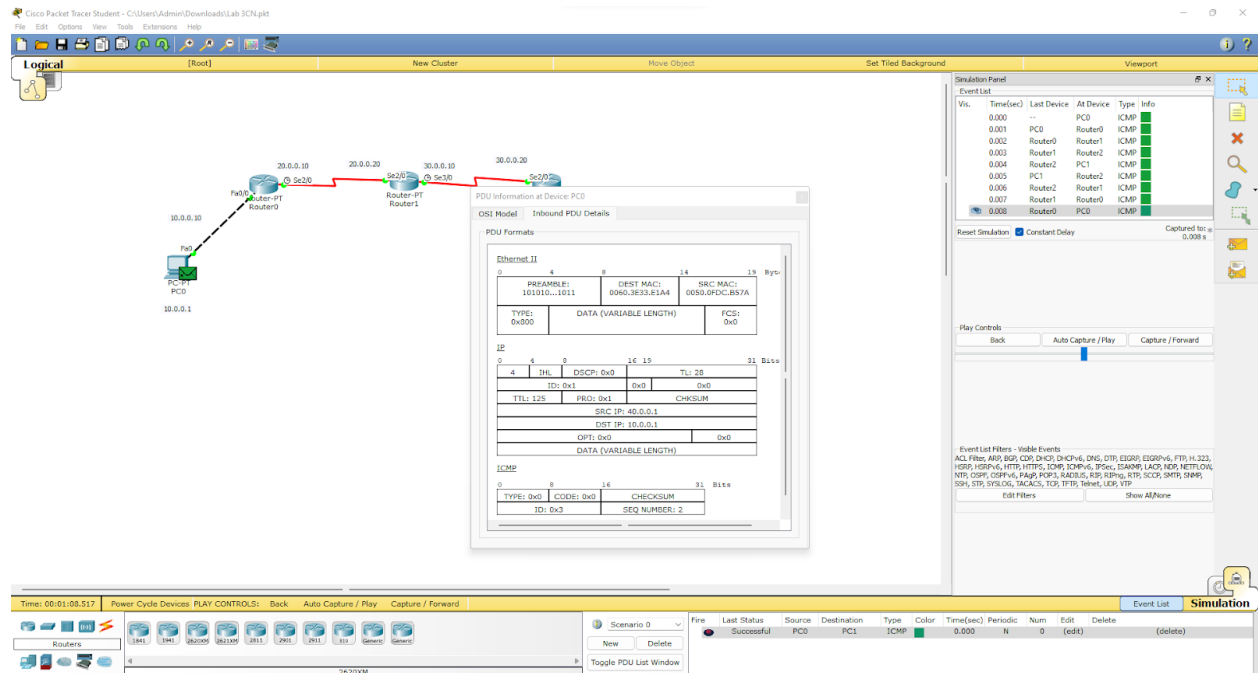 Cisco Packet Tracer Student - C:\Users\Admin\Downloads\Lab 3CN.pkt
File Edit Options View Tools Extensions Help
Logical [Root] New Cluster Move Object Set Tiled Background Viewport
20.0.0.10 20.0.0.20 30.0.0.10 30.0.0.20
Se2/0 Se2/0 Se3/0 Se2/0
Fa0/0
Router-PT
Router0
Router-PT
Router1
10.0.0.10
Fa0
PC-PT
PC0
10.0.0.1
PDU Information at Device: PC0
OSI Model Inbound PDU Details
PDU Formats
Ethernet II
0 4 8 14 19 Byte
PREAMBLE: DEST MAC: SRC MAC:
101010...1011 0060.3E33.E1A4 0050.0FDC.B57A
TYPE: DATA (VARIABLE LENGTH) FCS:
0x800 0x0
IP
0 4 8 16 19 31 Bits
4 IHL DSCP: 0x0 TL: 28
ID: 0x1 0x0 0x0
TTL: 125 PRO: 0x1 CHKSUM
SRC IP: 40.0.0.1
DST IP: 10.0.0.1
OPT: 0x0 0x0
DATA (VARIABLE LENGTH)
ICMP
0 8 16 31 Bits
TYPE: 0x0 CODE: 0x0 CHECKSUM
ID: 0x3 SEQ NUMBER: 2
Simulation Panel
Event List
Vis. Time(sec) Last Device At Device Type Info
0.000 -- PC0 ICMP
0.001 PC0 Router0 ICMP
0.002 Router0 Router1 ICMP
0.003 Router1 Router2 ICMP
0.004 Router2 PC1 ICMP
0.005 PC1 Router2 ICMP
0.006 Router2 Router1 ICMP
0.007 Router1 Router0 ICMP
0.008 Router0 PC0 ICMP
Reset Simulation Constant Delay Captured to:
0.008 s
Play Controls
Back Auto Capture / Play Capture / Forward
Event List Filters - Visible Events
ACL Filter, ARP, BGP, CDP, DHCP, DHCPv6, DNS, DTP, EIGRP, EIGRPv6, FTP, H.323,
HSRP, HSRPv6, HTTP, HTTPS, ICMP, ICMPv6, IPSec, ISAKMP, LACP, NDP, NETFLOW,
NTP, OSPF, OSPFv6, PAgP, POP3, RADIUS, RIP, RIPng, RTP, SCCP, SMTP, SNMP,
SSH, STP, SYSLOG, TACACS, TCP, TFTP, Telnet, UDP, VTP
Edit Filters Show All/None
Time: 00:01:08.517 Power Cycle Devices PLAY CONTROLS: Back Auto Capture / Play Capture / Forward Event List Simulation
Routers
1841 1941 2620XM 2621XM 2811 2901 2911 819 Generic Generic
2620XM
Scenario 0
New Delete
Toggle PDU List Window
Fire Last Status Source Destination Type Color Time(sec) Periodic Num Edit Delete
Successful PC0 PC1 ICMP 0.000 N 0 (edit) (delete)